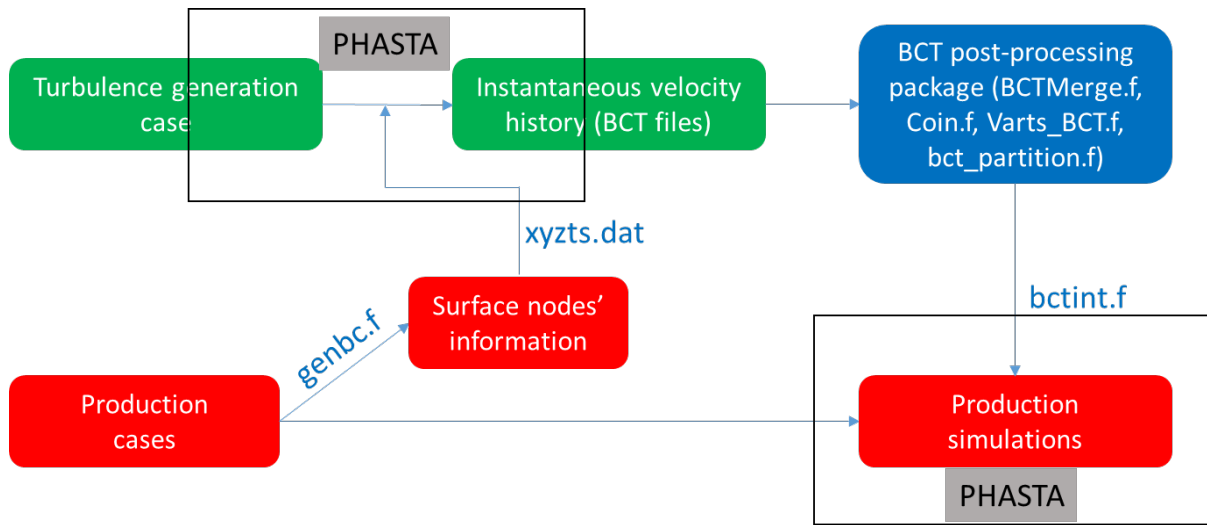 PHASTA
Turbulence generation
case
Instantaneous velocity
history (BCT files)
BCT post-processing
package (BCTMerge.f,
Coin.f, Varts_BCT.f,
bct_partition.f)
xyzts.dat
genbc.f
Surface nodes’
information
bctint.f
Production
cases
Production
simulations
PHASTA